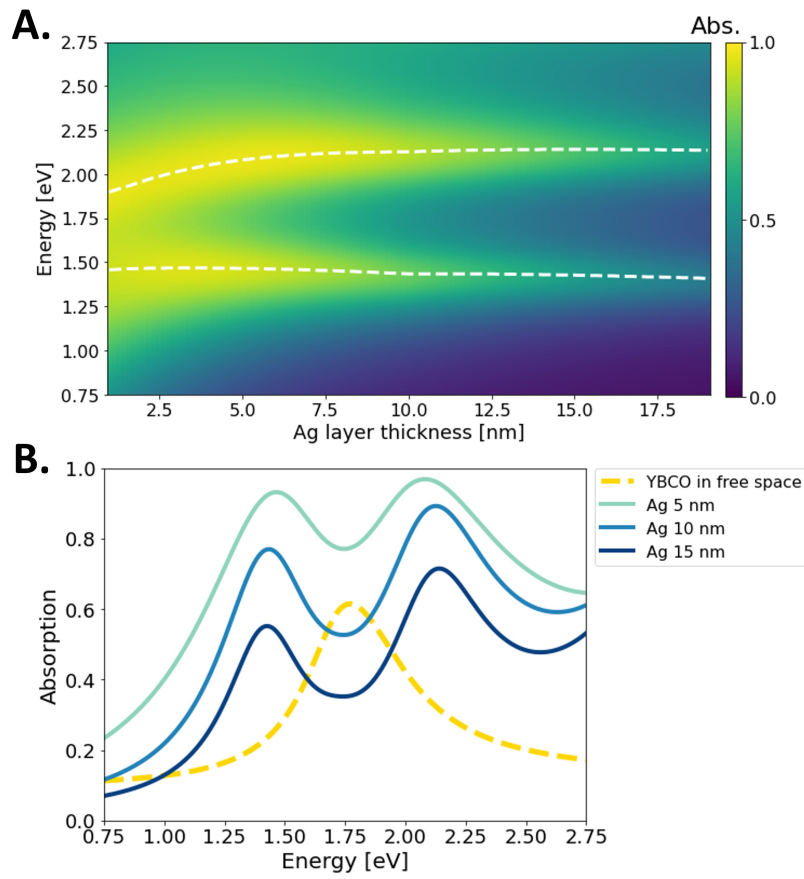 A.
Abs.
2.75
2.50
2.25
2.00
1.75
1.50
1.25
1.00
0.75
Energy [eV]
1.0
0.5
0.0
2.5 5.0 7.5 10.0 12.5 15.0 17.5
Ag layer thickness [nm]
B.
1.0
0.8
0.6
0.4
0.2
0.0
Absorption
0.75 1.00 1.25 1.50 1.75 2.00 2.25 2.50 2.75
Energy [eV]
YBCO in free space
Ag 5 nm
Ag 10 nm
Ag 15 nm